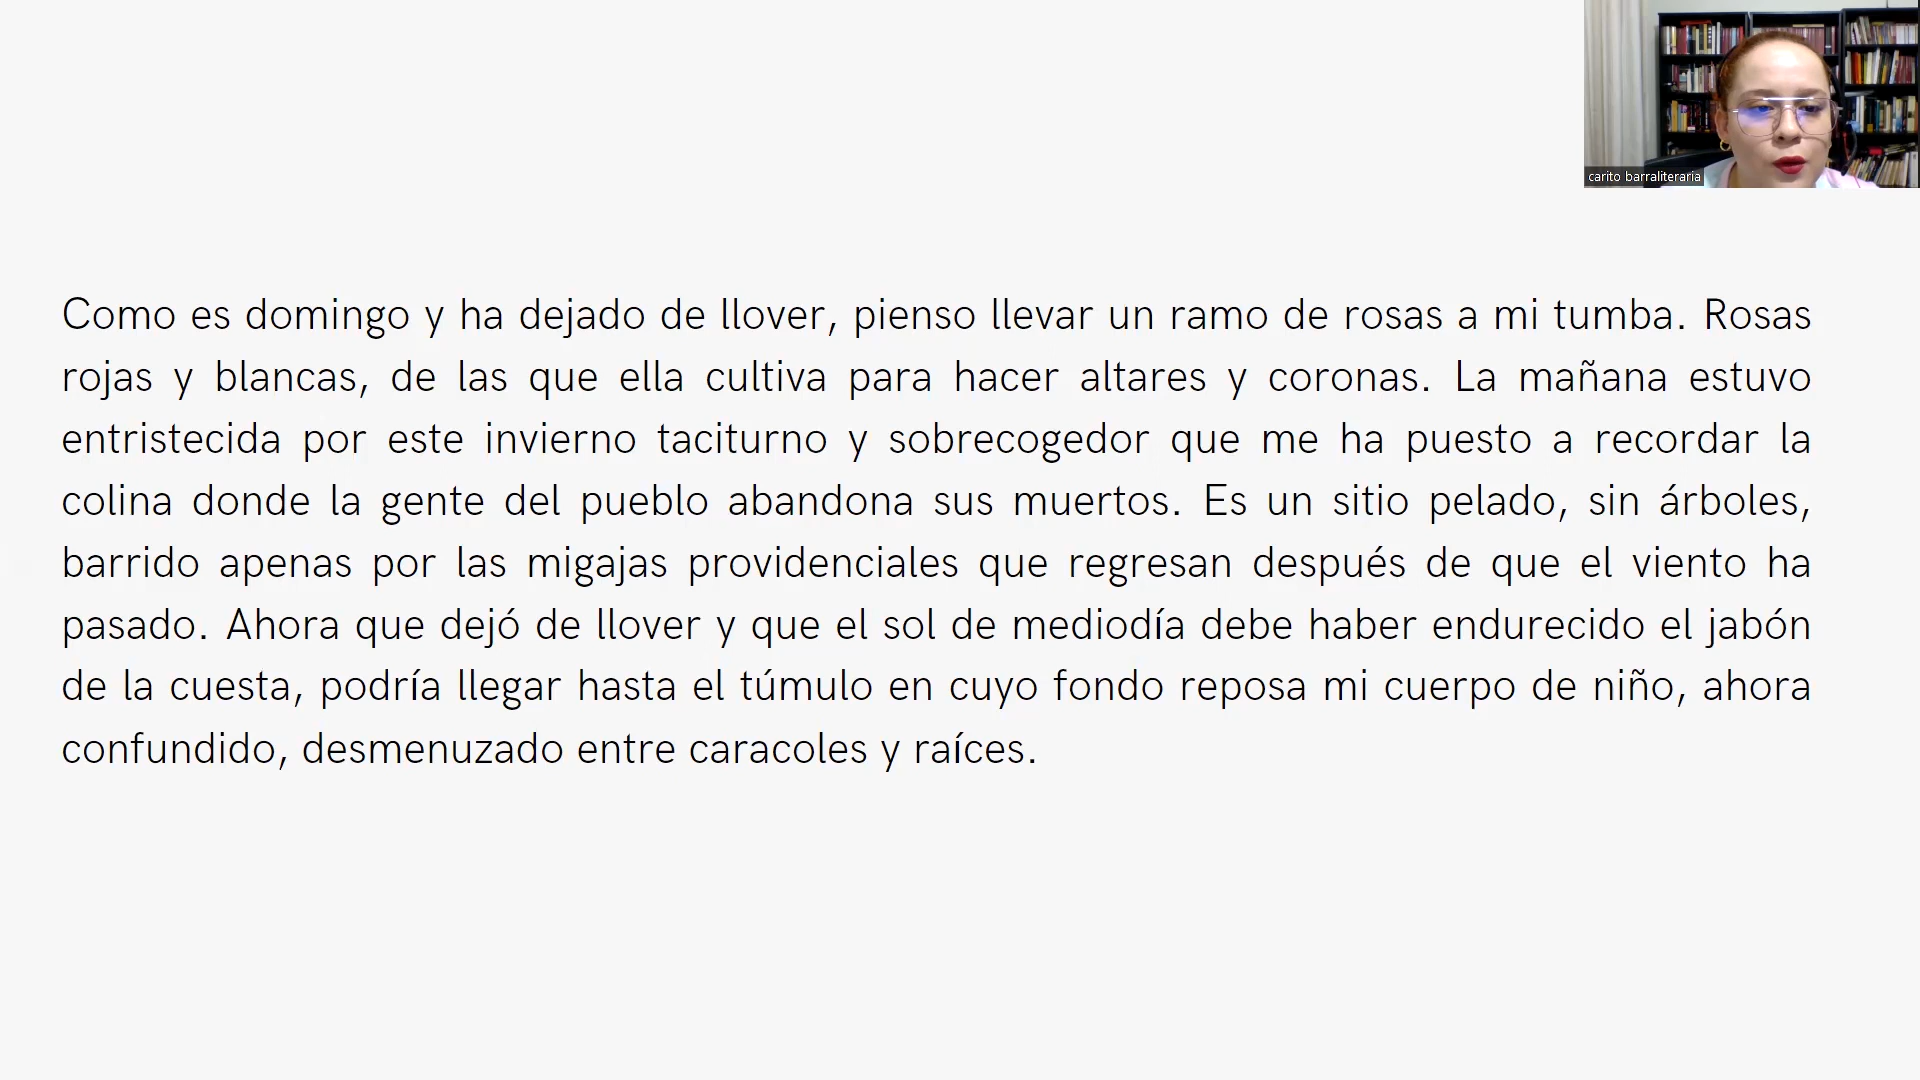 carito barraliteraria
Como es domingo y ha dejado de llover, pienso llevar un ramo de rosas a mi tumba. Rosas
rojas y blancas, de las que ella cultiva para hacer altares y coronas. La mañana estuvo
entristecida por este invierno taciturno y sobrecogedor que me ha puesto a recordar la
colina donde la gente del pueblo abandona sus muertos. Es un sitio pelado, sin árboles,
barrido apenas por las migajas providenciales que regresan después de que el viento ha
pasado. Ahora que dejó de llover y que el sol de mediodía debe haber endurecido el jabón
de la cuesta, podría llegar hasta el túmulo en cuyo fondo reposa mi cuerpo de niño, ahora
confundido, desmenuzado entre caracoles y raíces.